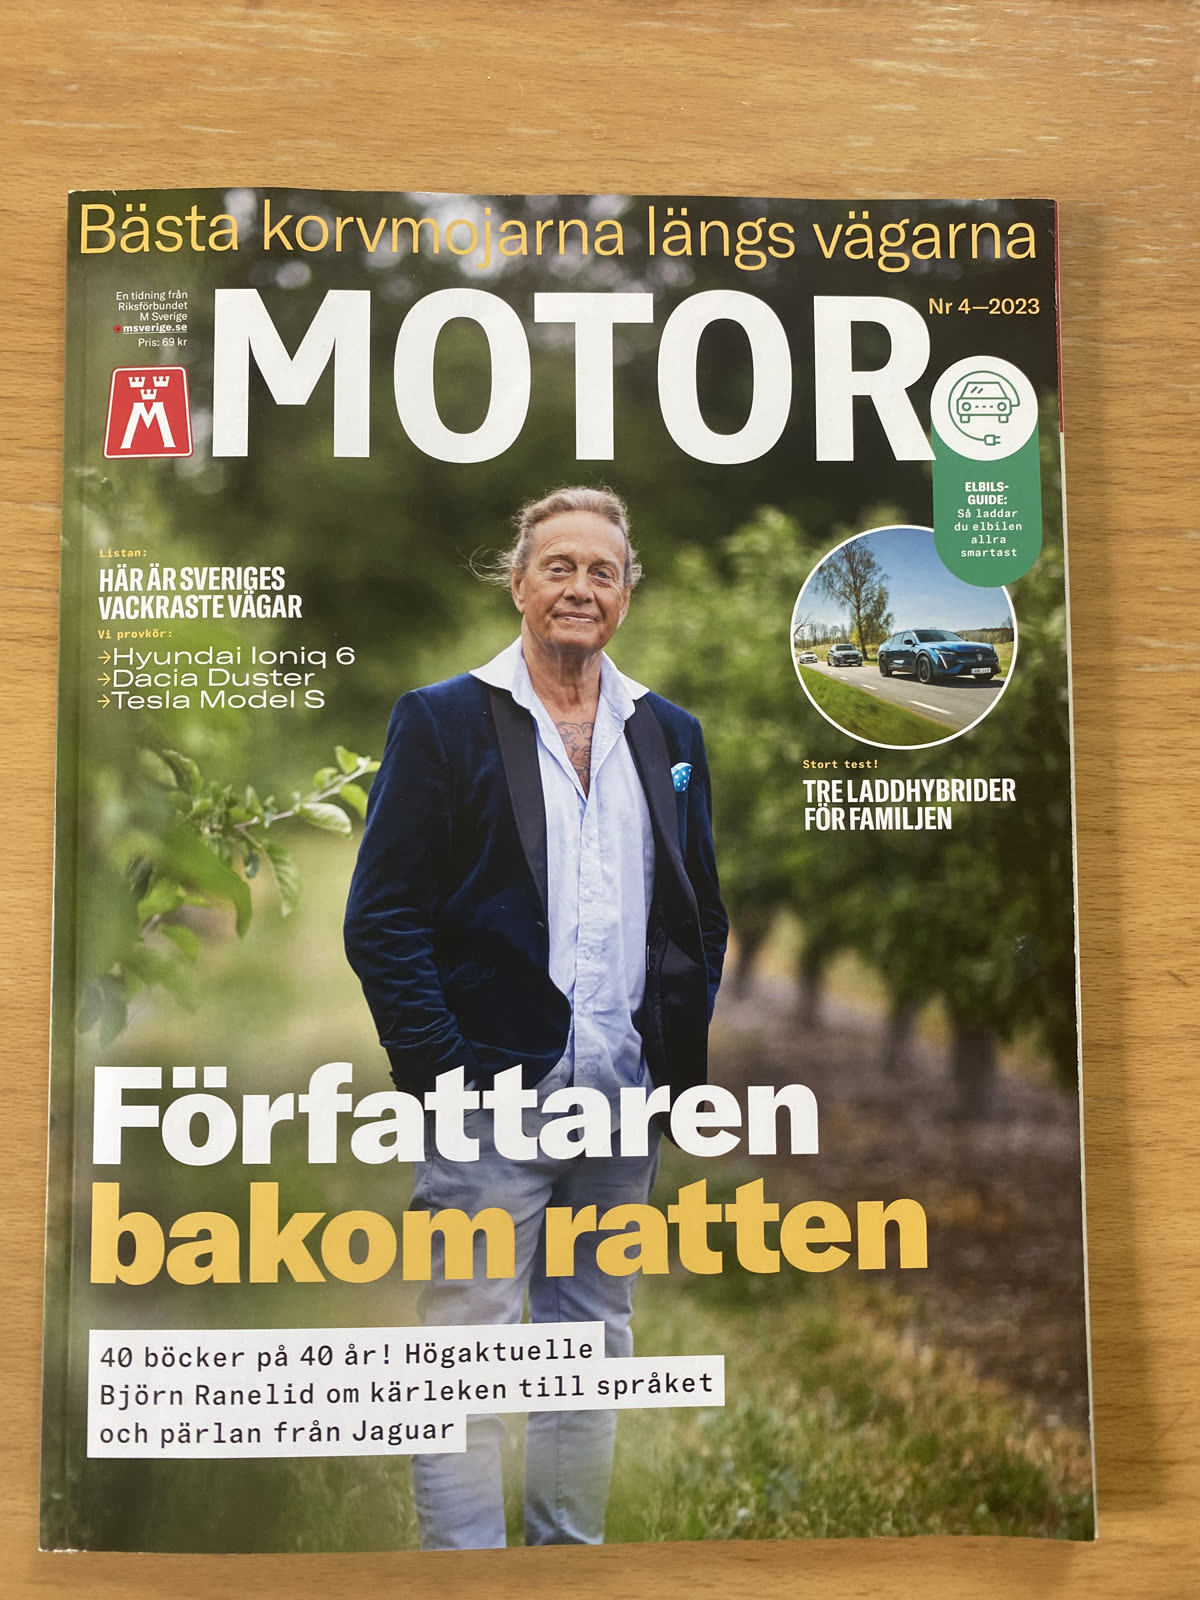 Bästa korvmojarna längs vägarna
En tidning från
Riksförbundet
M Sverige
msverige.se
Pris: 69 kr
M
MOTOR
Nr 4—2023
ELBILS-
GUIDE:
Så laddar
du elbilen
allra
smartast
Listan:
HÄR ÄR SVERIGES
VACKRASTE VÄGAR
Vi provkör:
→Hyundai Ioniq 6
→Dacia Duster
→Tesla Model S
Stort test!
TRE LADDHYBRIDER
FÖR FAMILJEN
Författaren
bakom ratten
40 böcker på 40 år! Högaktuelle
Björn Ranelid om kärleken till språket
och pärlan från Jaguar